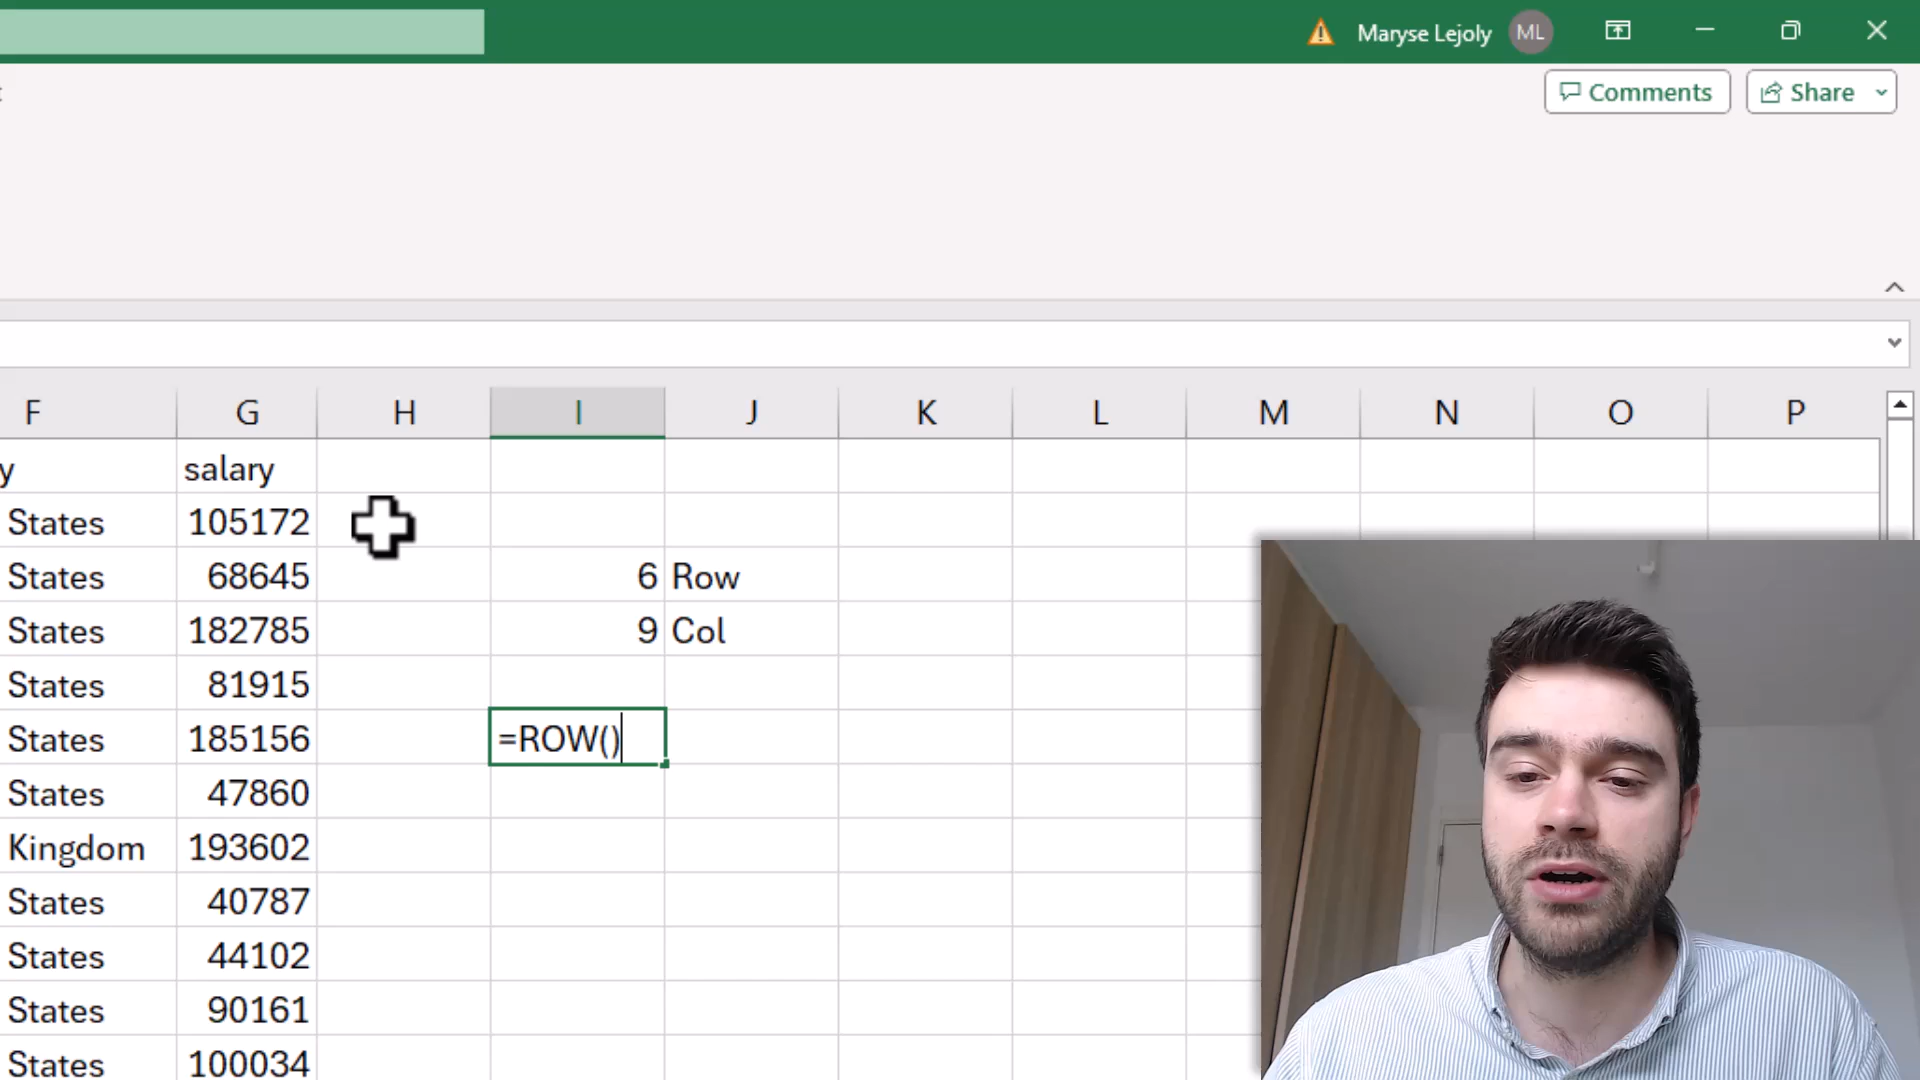 Maryse Lejoly ML
Comments Share
F G H I J K L M N O P
y salary
States 105172
States 68645 6 Row
States 182785 9 Col
States 81915
States 185156 =ROW()
States 47860
Kingdom 193602
States 40787
States 44102
States 90161
States 100034